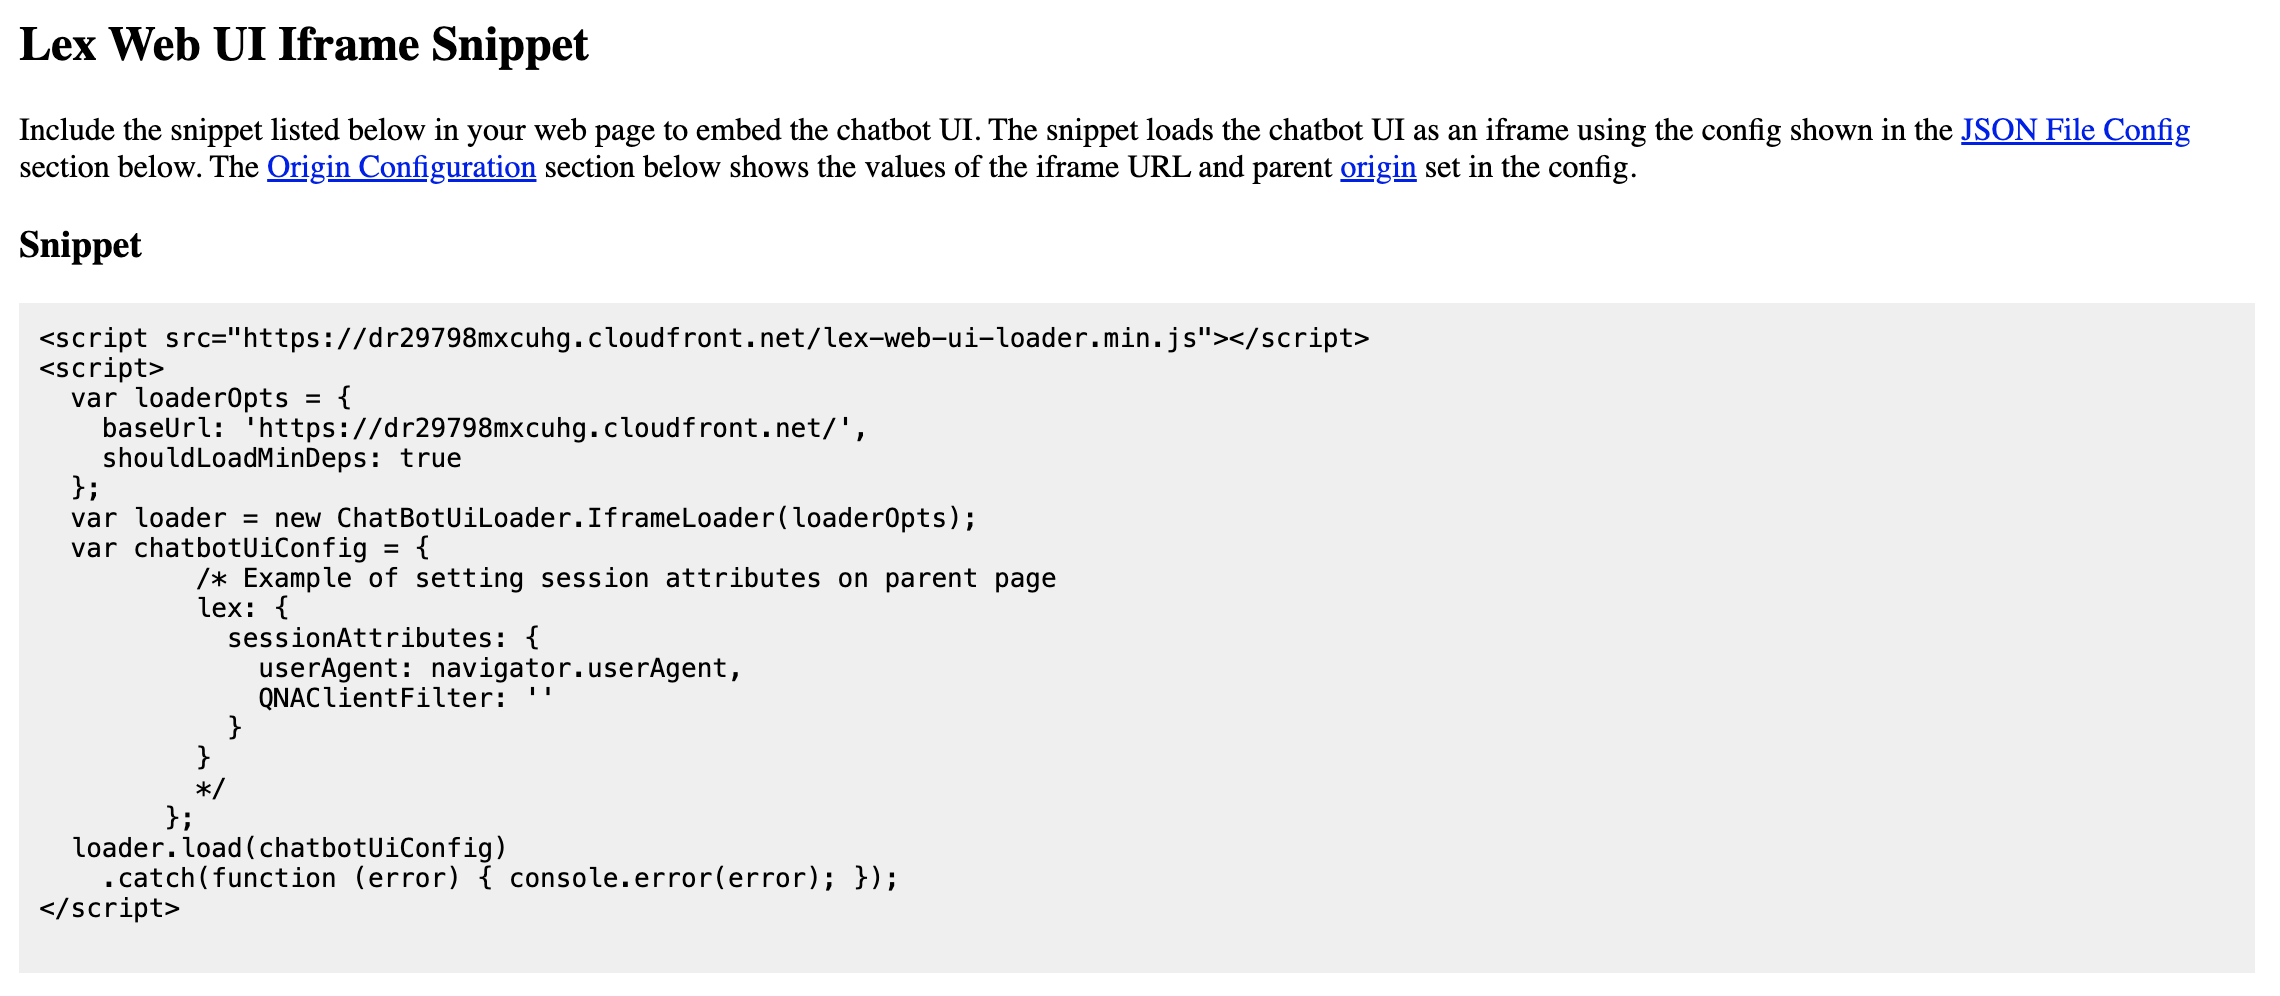 Lex Web UI Iframe Snippet
Include the snippet listed below in your web page to embed the chatbot UI. The snippet loads the chatbot UI as an iframe using the config shown in the JSON File Config
section below. The Origin Configuration section below shows the values of the iframe URL and parent origin set in the config.
Snippet
<script src="https://dr29798mxcuhg.cloudfront.net/lex-web-ui-loader.min.js"></script>
<script>
  var loaderOpts = {
    baseUrl: 'https://dr29798mxcuhg.cloudfront.net/',
    shouldLoadMinDeps: true
  };
  var loader = new ChatBotUiLoader.IframeLoader(loaderOpts);
  var chatbotUiConfig = {
          /* Example of setting session attributes on parent page
          lex: {
            sessionAttributes: {
              userAgent: navigator.userAgent,
              QNAClientFilter: ''
            }
          }
          */
        };
  loader.load(chatbotUiConfig)
    .catch(function (error) { console.error(error); });
</script>